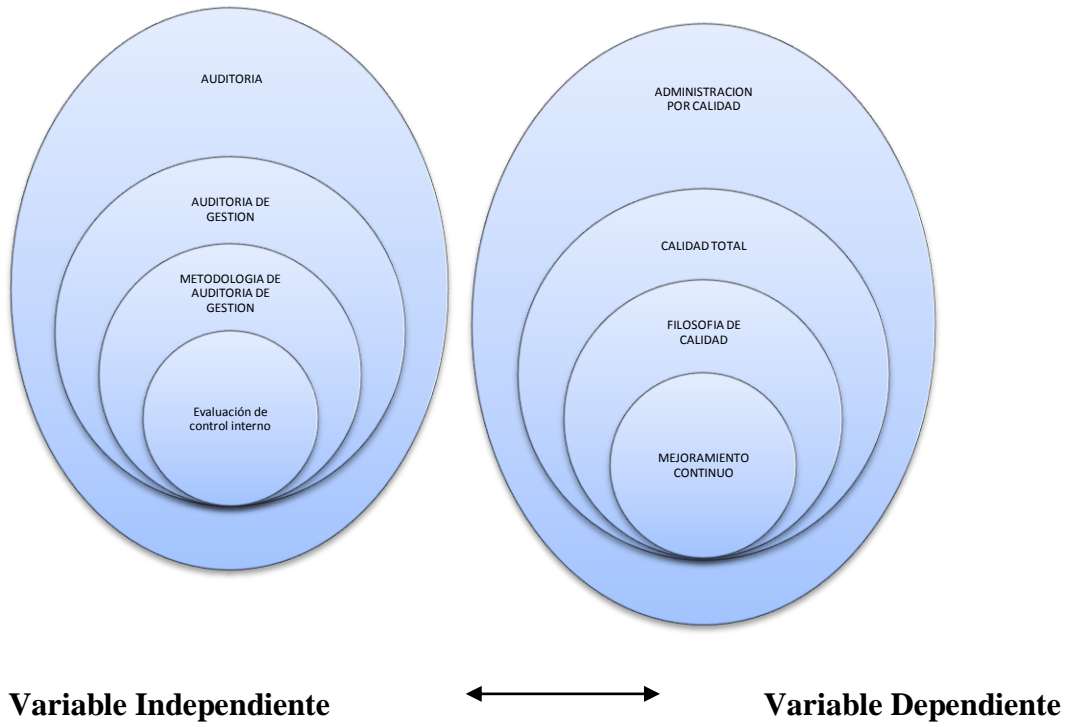 AUDITORIA
AUDITORIA DE
GESTION
METODOLOGIA DE
AUDITORIA DE
GESTION
Evaluación de
control interno
ADMINISTRACION
POR CALIDAD
CALIDAD TOTAL
FILOSOFIA DE
CALIDAD
MEJORAMIENTO
CONTINUO
Variable Independiente
Variable Dependiente